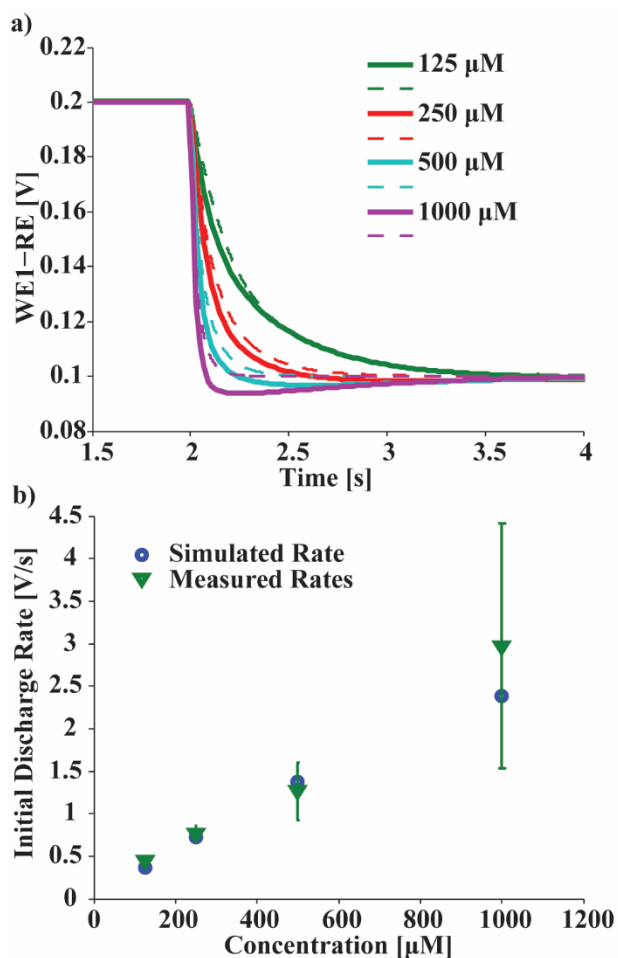 a)
0.22
0.2
0.18
0.16
0.14
0.12
0.1
0.08
WE1−RE [V]
125 µM
250 µM
500 µM
1000 µM
1.5 2 2.5 3 3.5 4
Time [s]
b)
4.5
4
3.5
3
2.5
2
1.5
1
0.5
0
Initial Discharge Rate [V/s]
Simulated Rate
Measured Rates
0 200 400 600 800 1000 1200
Concentration [µM]